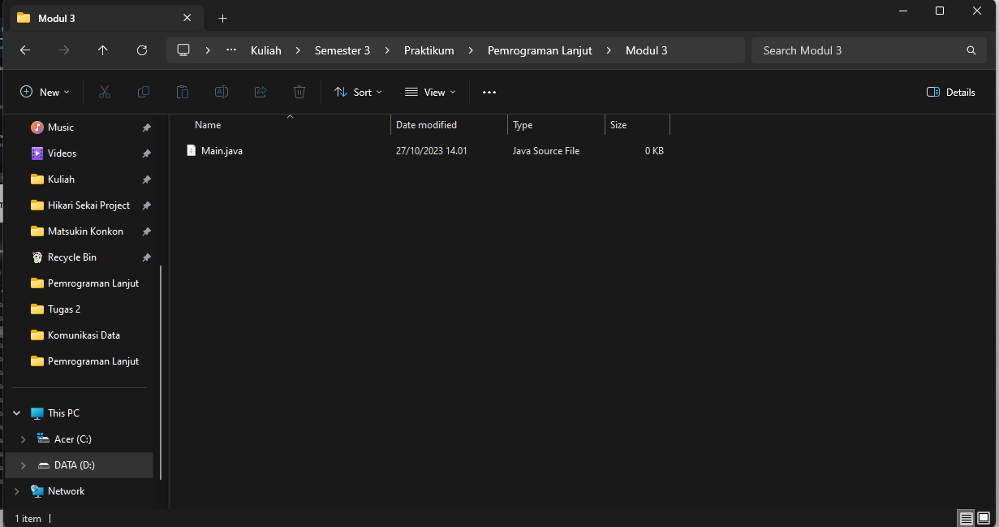 Modul 3
Kuliah Semester 3 Praktikum Pemrograman Lanjut Modul 3 Search Modul 3
New Sort View Details
Name Date modified Type Size
Main.java 27/10/2023 14.01 Java Source File 0 KB
Music
Videos
Kuliah
Hikari Sekai Project
Matsukin Konkon
Recycle Bin
Pemrograman Lanjut
Tugas 2
Komunikasi Data
Pemrograman Lanjut
This PC
Acer (C:)
DATA (D:)
Network
1 item